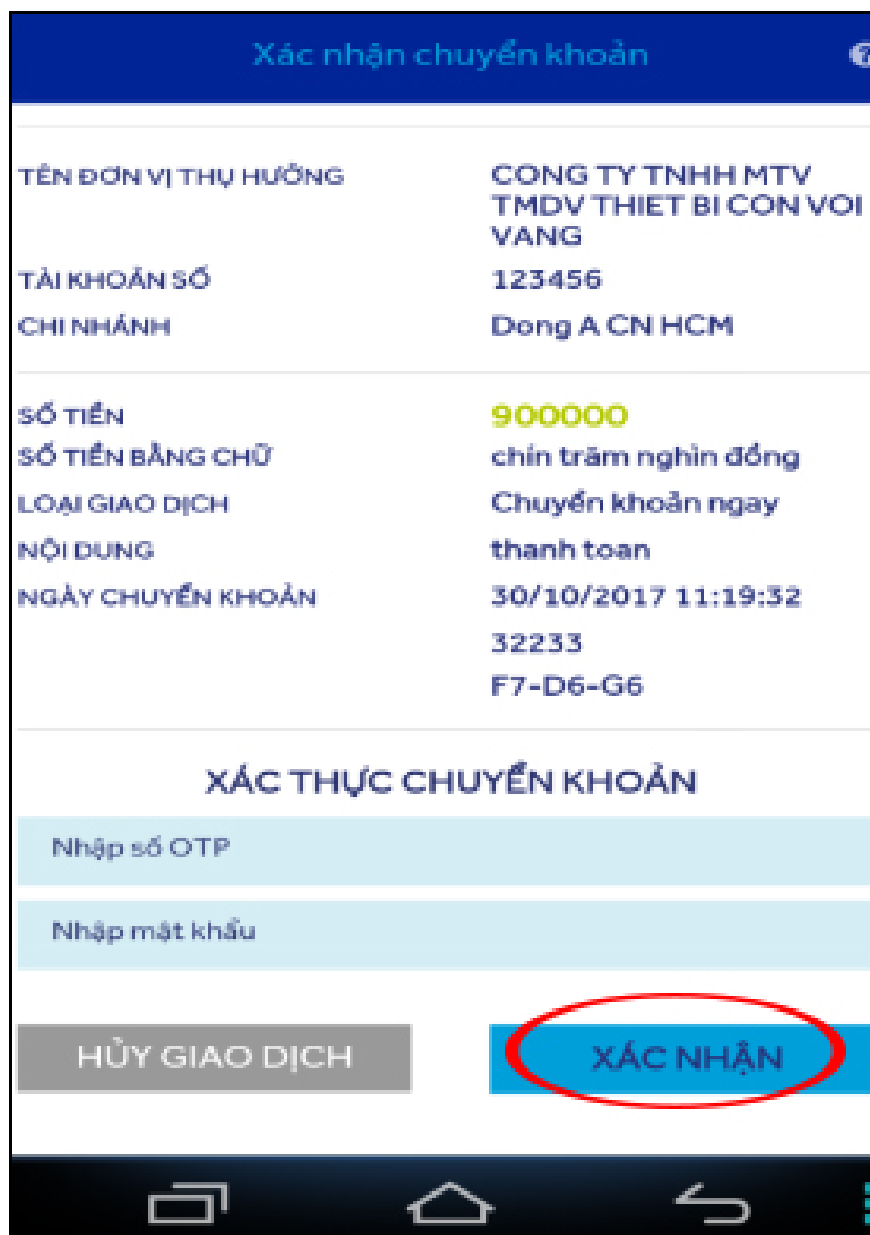 Xác nhận chuyển khoản
TÊN ĐƠN VỊ THỤ HƯỞNG CONG TY TNHH MTV
TMDV THIET BI CON VOI
VANG
TÀI KHOẢN SỐ 123456
CHI NHÁNH Dong A CN HCM
SỐ TIỀN 900000
SỐ TIỀN BẰNG CHỮ chín trăm nghìn đồng
LOẠI GIAO DỊCH Chuyển khoản ngay
NỘI DUNG thanh toan
NGÀY CHUYỂN KHOẢN 30/10/2017 11:19:32
32233
F7-D6-G6
XÁC THỰC CHUYỂN KHOẢN
Nhập số OTP
Nhập mật khẩu
HỦY GIAO DỊCH XÁC NHẬN